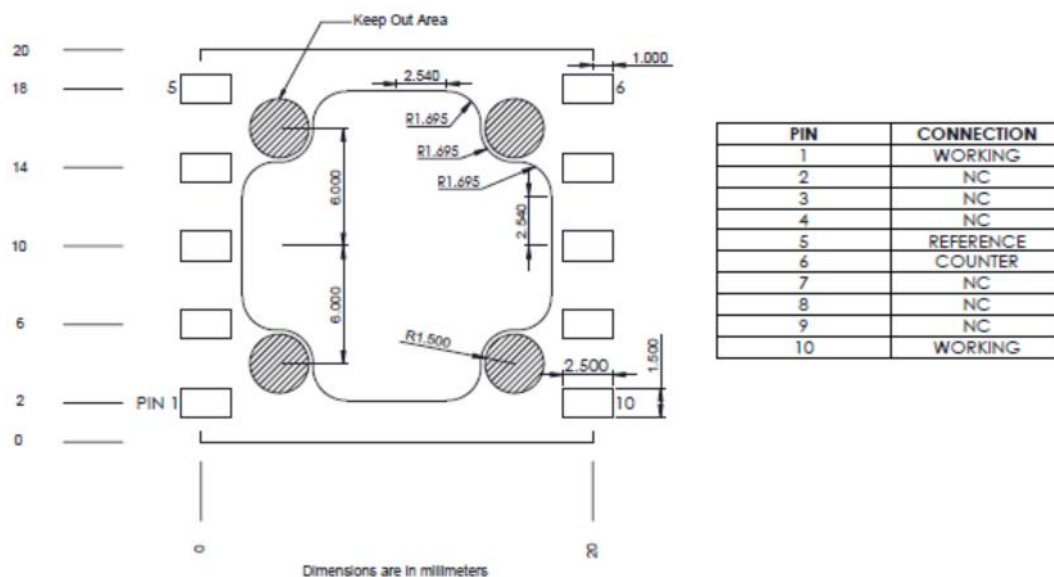 Keep Out Area
20
1.000
18
5
2.540
6
R1.695
R1.695
14
R1.695
6.000
2.540
10
6.000
6
R1.500
2.500
1.500
2
PIN 1
10
0
0
20
Dimensions are in millimeters
PIN CONNECTION
1 WORKING
2 NC
3 NC
4 NC
5 REFERENCE
6 COUNTER
7 NC
8 NC
9 NC
10 WORKING